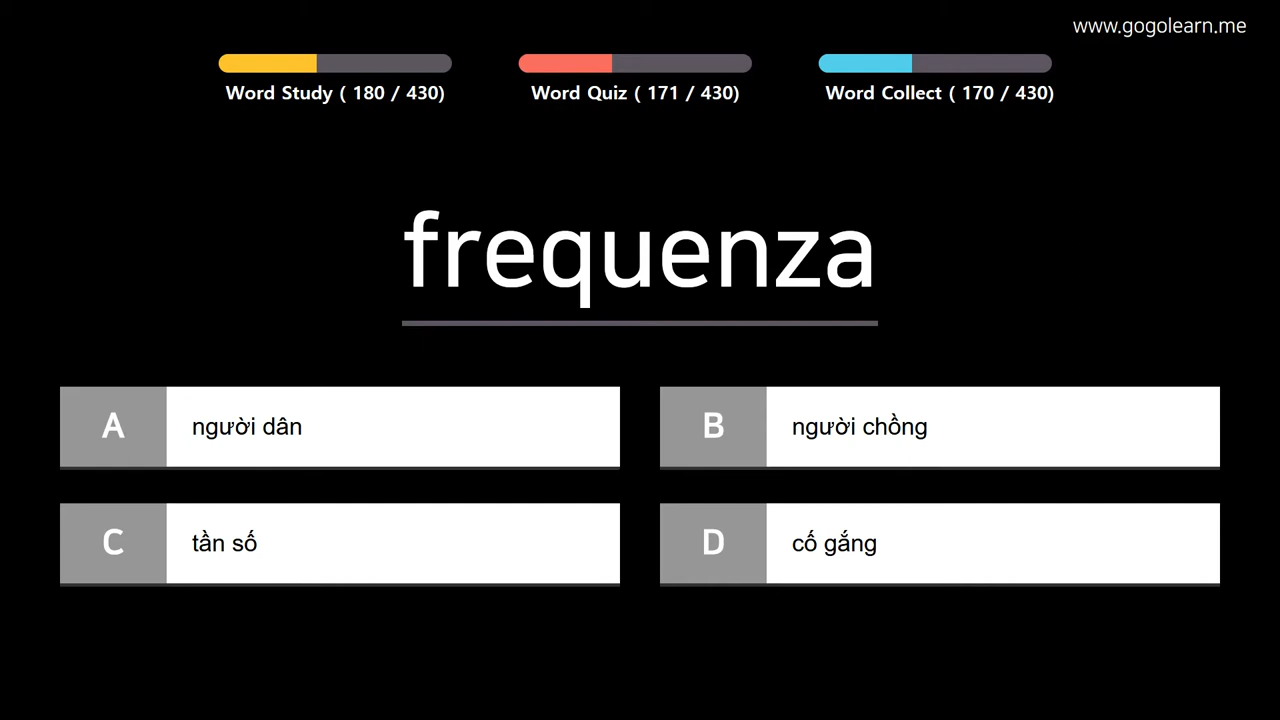 www.gogolearn.me
Word Study ( 180 / 430)
Word Quiz ( 171 / 430)
Word Collect ( 170 / 430)
frequenza
A người dân
B người chồng
C tần số
D cố gắng